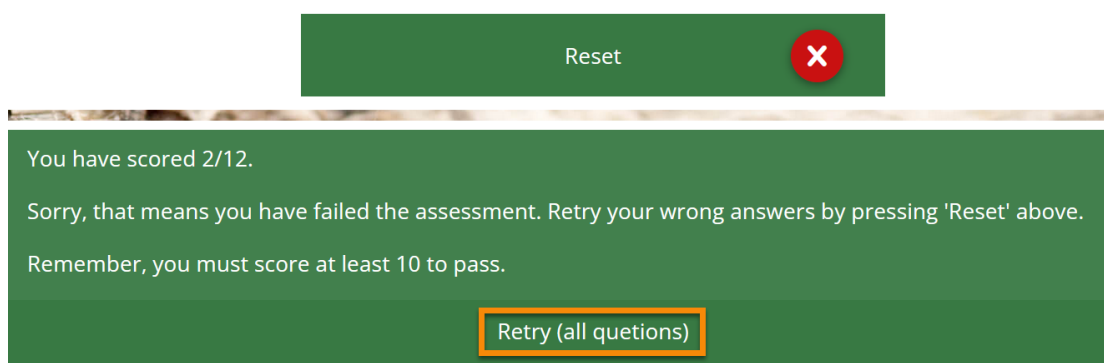 Reset
You have scored 2/12.
Sorry, that means you have failed the assessment. Retry your wrong answers by pressing 'Reset' above.
Remember, you must score at least 10 to pass.
Retry (all quetions)